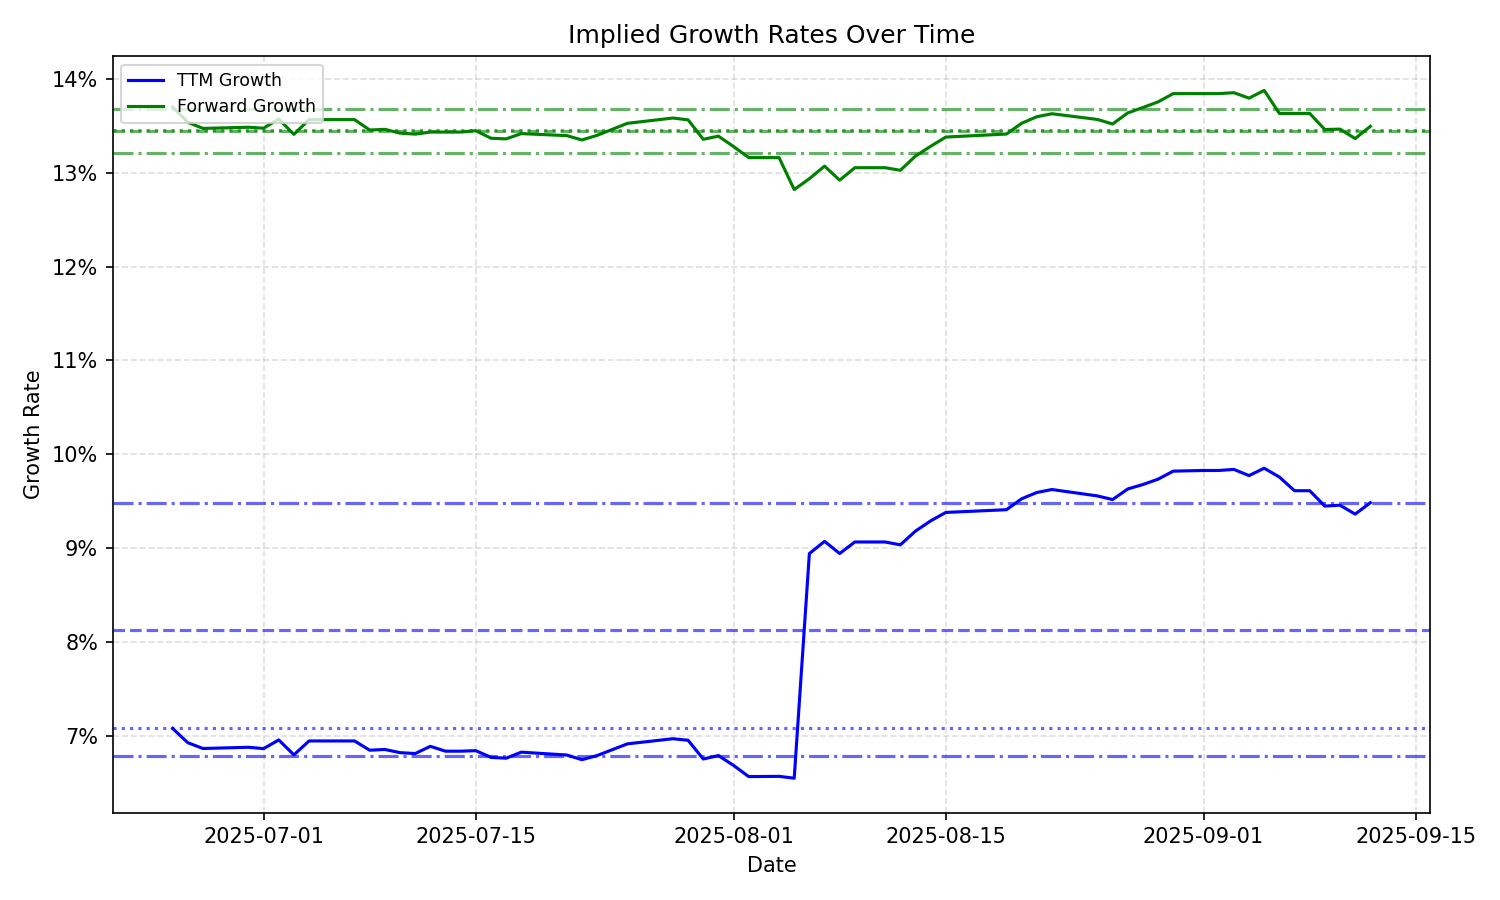 Implied Growth Rates Over Time
TTM Growth
Forward Growth
14%
13%
12%
11%
10%
9%
8%
7%
Growth Rate
2025-07-01
2025-07-15
2025-08-01
2025-08-15
2025-09-01
2025-09-15
Date